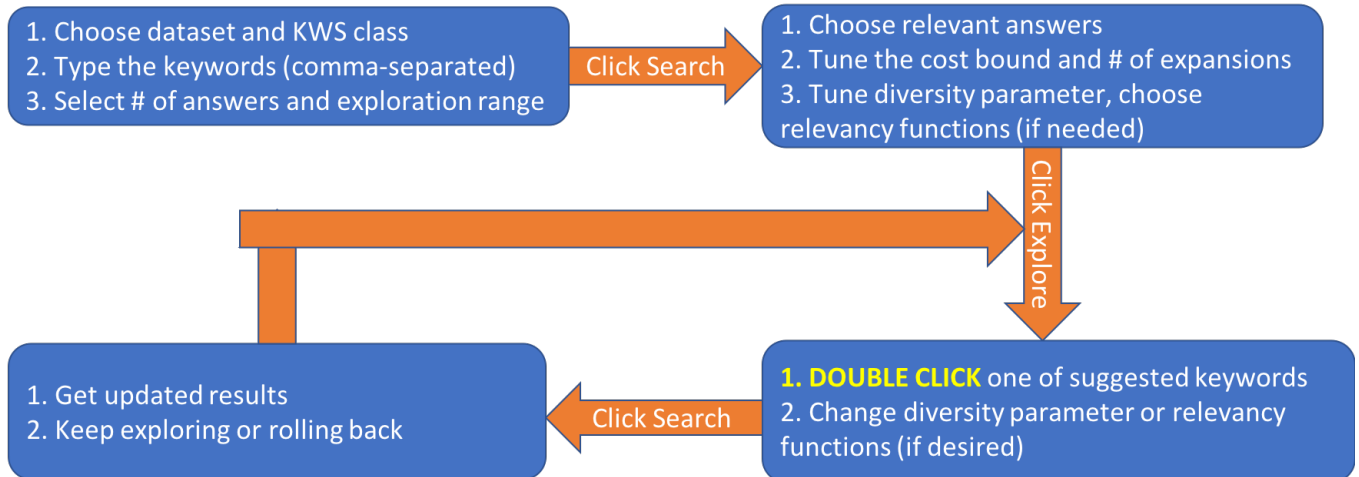 1. Choose dataset and KWS class
2. Type the keywords (comma-separated)
3. Select # of answers and exploration range
Click Search
1. Choose relevant answers
2. Tune the cost bound and # of expansions
3. Tune diversity parameter, choose
relevancy functions (if needed)
Click Explore
1. DOUBLE CLICK one of suggested keywords
2. Change diversity parameter or relevancy
functions (if desired)
Click Search
1. Get updated results
2. Keep exploring or rolling back